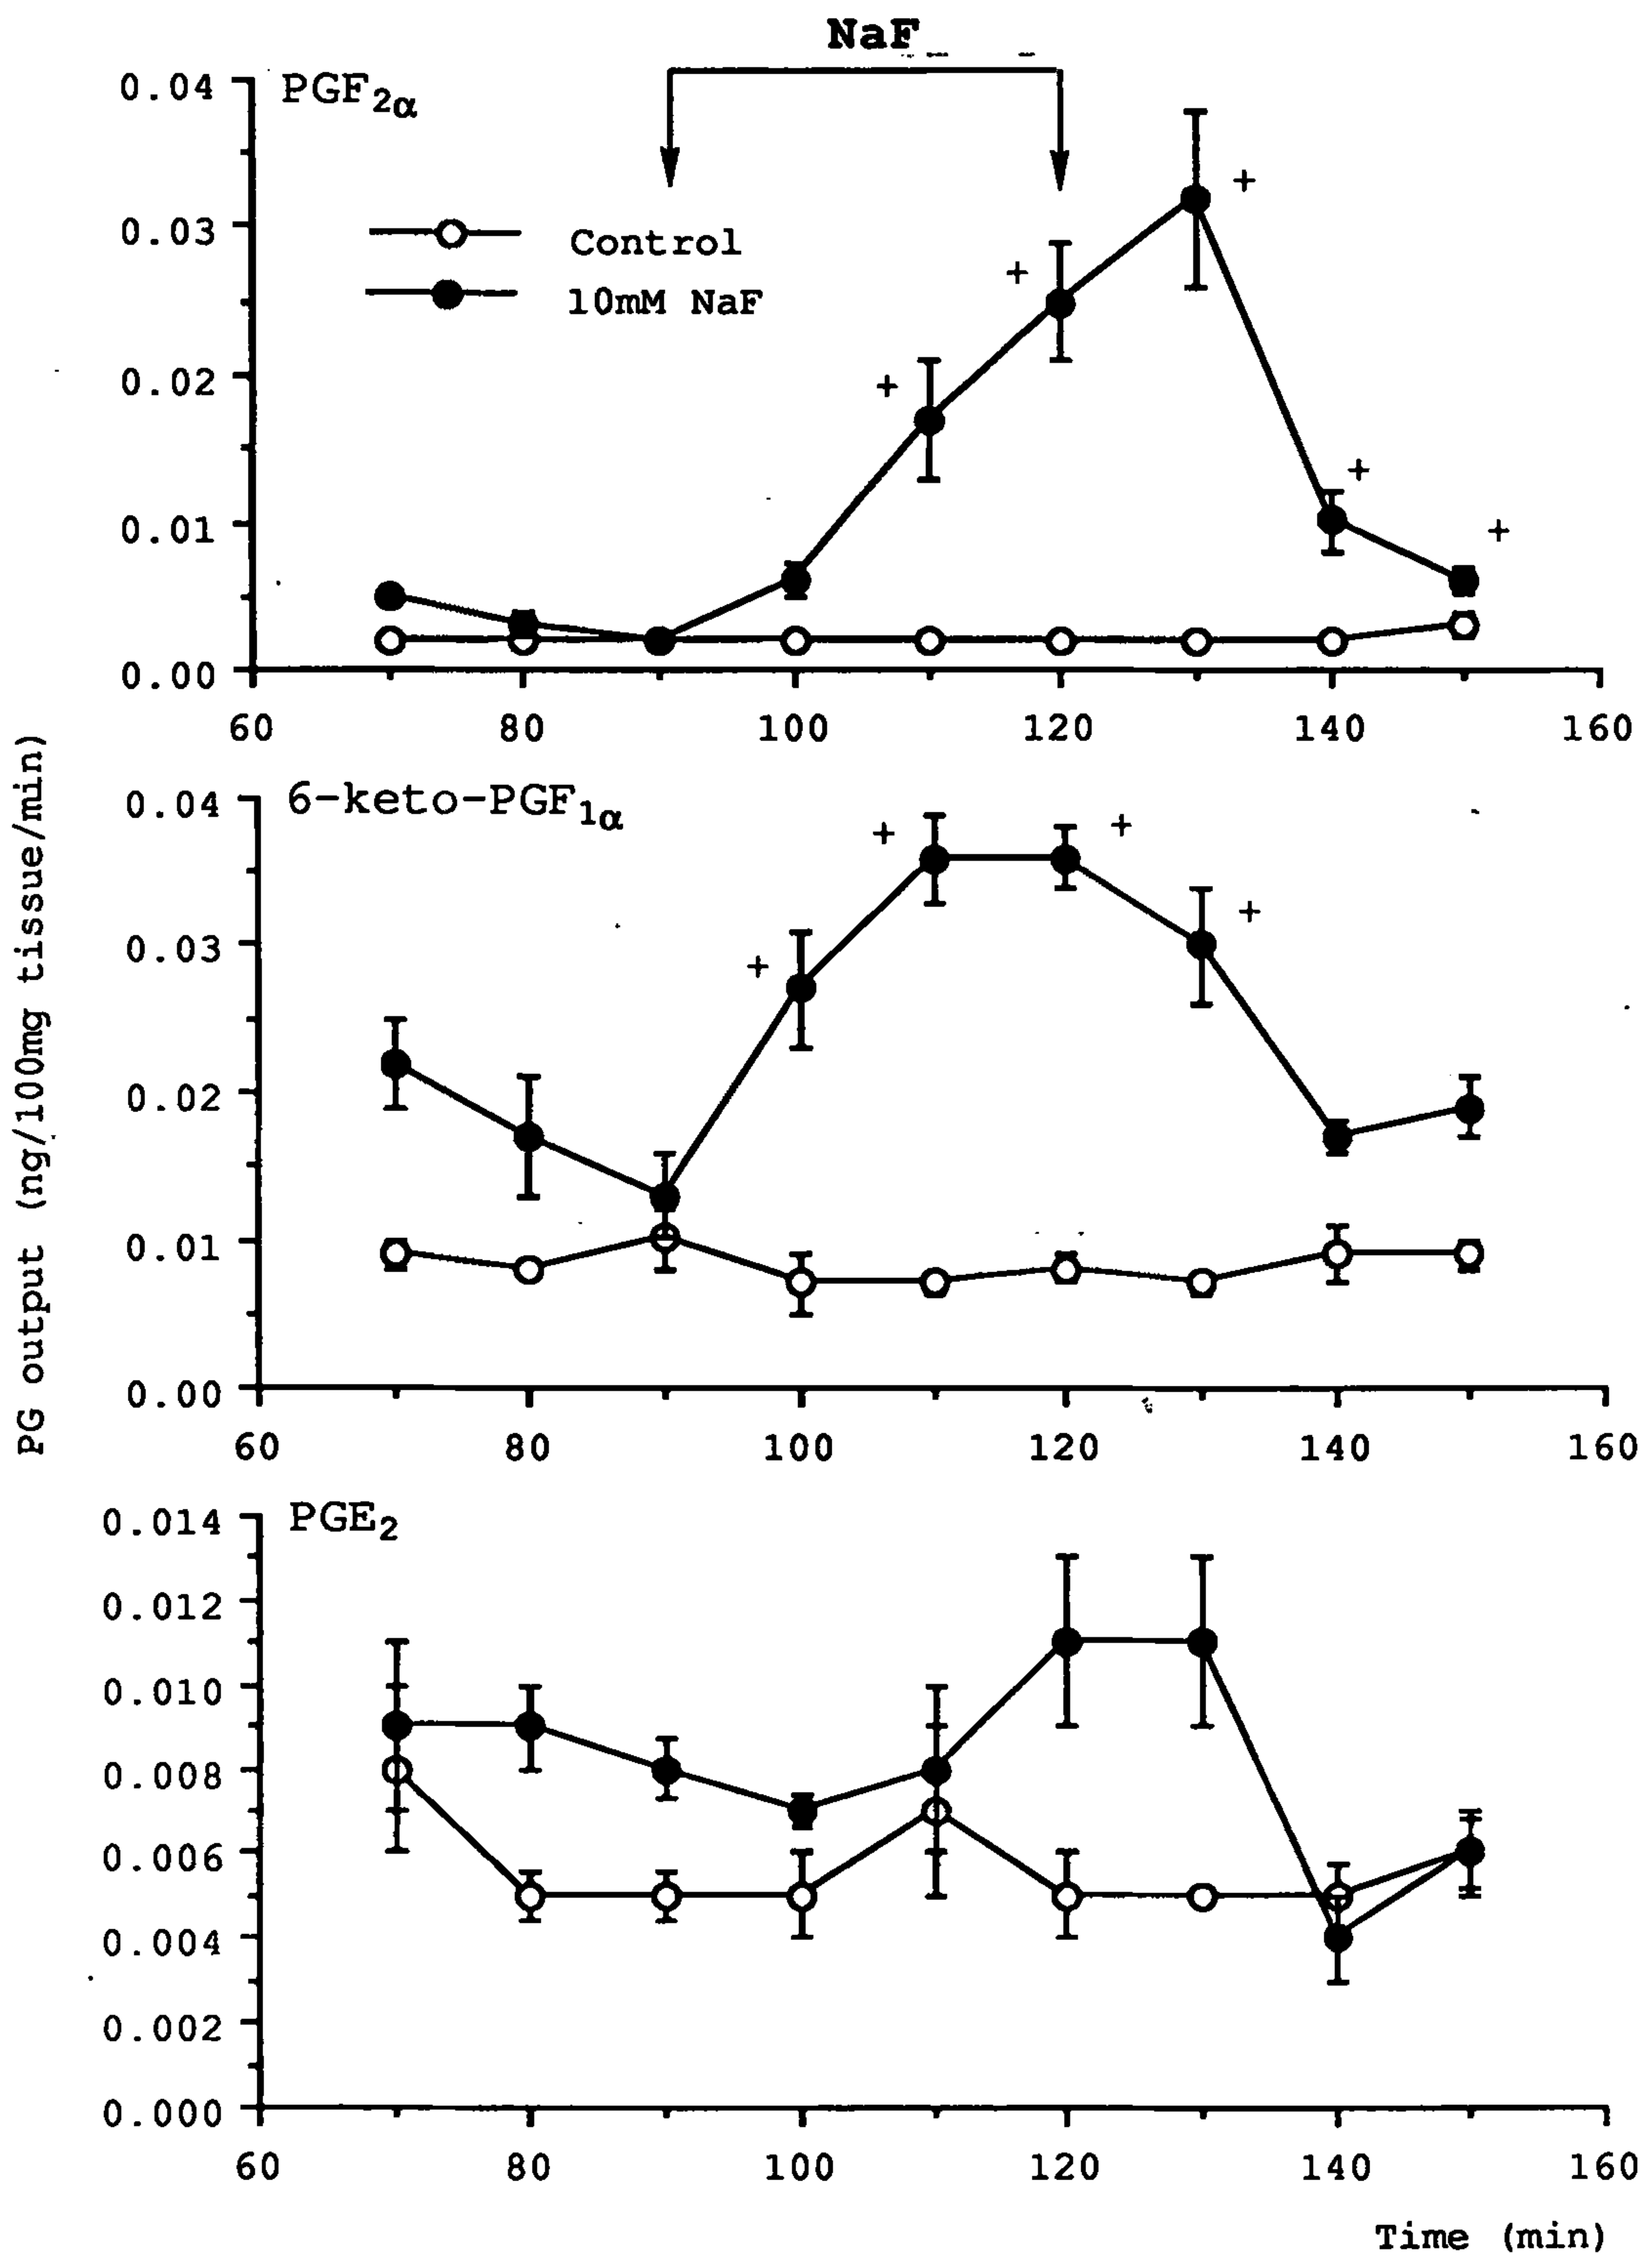 NaF
PGF2α
0.04
0.03
0.02
0.01
0.00
Control
10mM NaF
+ + + + +
60 80 100 120 140 160
6-keto-PGF1α
0.04
0.03
0.02
0.01
0.00
+ + + +
60 80 100 120 140 160
PG output (ng/100mg tissue/min)
PGE2
0.014
0.012
0.010
0.008
0.006
0.004
0.002
0.000
60 80 100 120 140 160
Time (min)